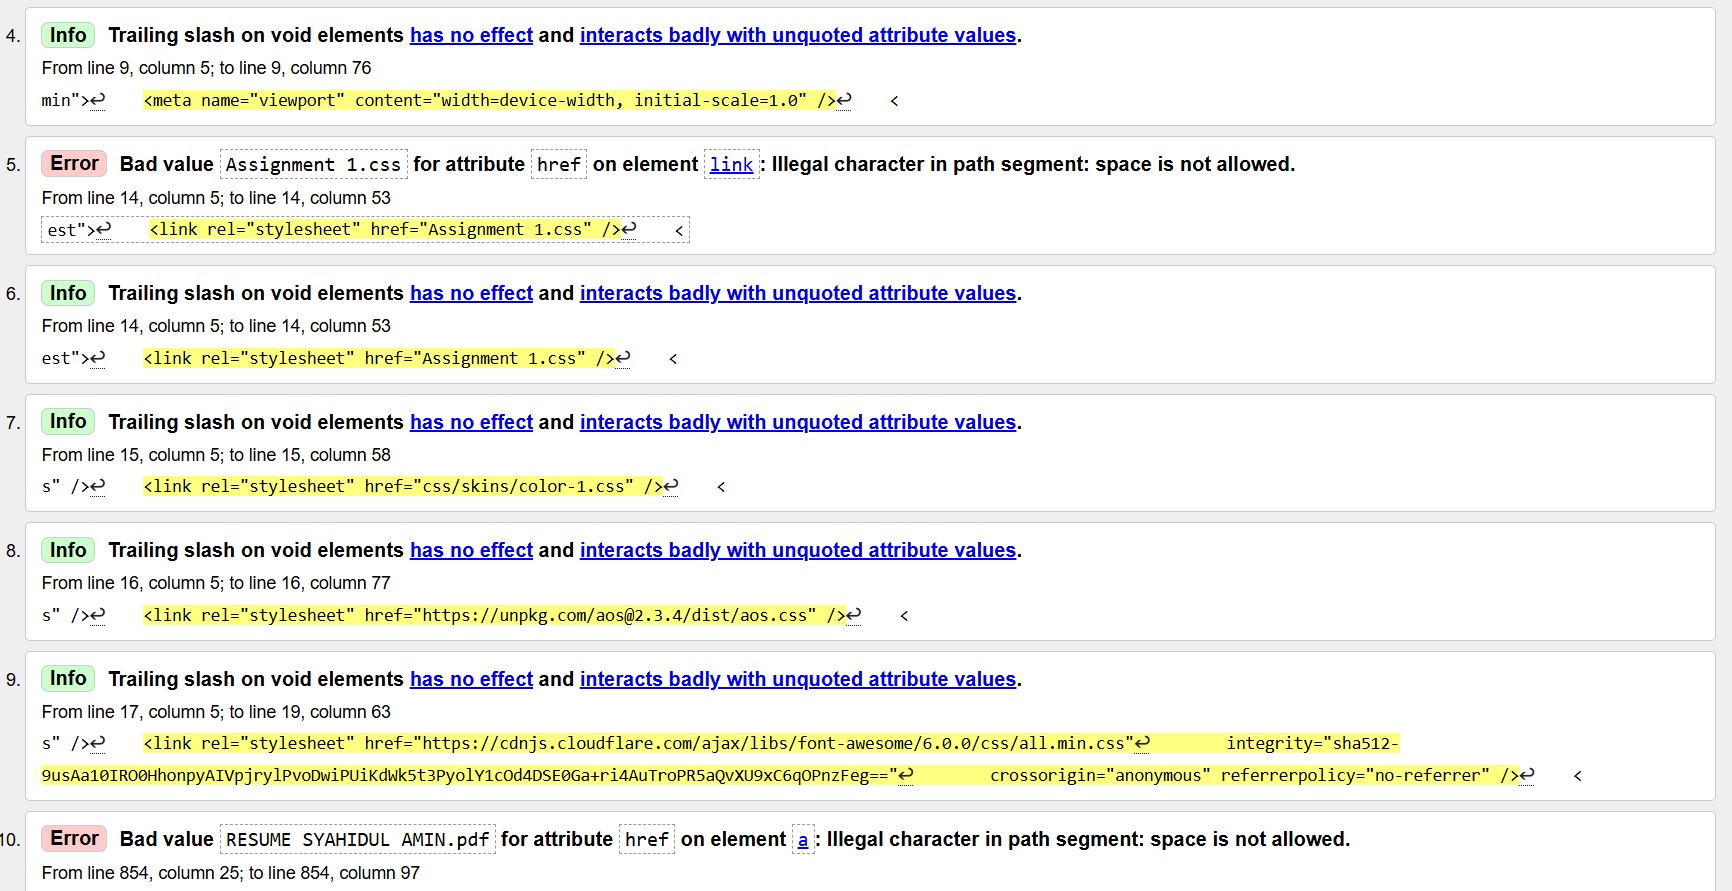 4. Info Trailing slash on void elements has no effect and interacts badly with unquoted attribute values.
From line 9, column 5; to line 9, column 76
min">↩    <meta name="viewport" content="width=device-width, initial-scale=1.0" />↩    <
5. Error Bad value Assignment 1.css for attribute href on element link: Illegal character in path segment: space is not allowed.
From line 14, column 5; to line 14, column 53
est">↩    <link rel="stylesheet" href="Assignment 1.css" />↩    <
6. Info Trailing slash on void elements has no effect and interacts badly with unquoted attribute values.
From line 14, column 5; to line 14, column 53
est">↩    <link rel="stylesheet" href="Assignment 1.css" />↩    <
7. Info Trailing slash on void elements has no effect and interacts badly with unquoted attribute values.
From line 15, column 5; to line 15, column 58
s" />↩    <link rel="stylesheet" href="css/skins/color-1.css" />↩    <
8. Info Trailing slash on void elements has no effect and interacts badly with unquoted attribute values.
From line 16, column 5; to line 16, column 77
s" />↩    <link rel="stylesheet" href="https://unpkg.com/aos@2.3.4/dist/aos.css" />↩    <
9. Info Trailing slash on void elements has no effect and interacts badly with unquoted attribute values.
From line 17, column 5; to line 19, column 63
s" />↩    <link rel="stylesheet" href="https://cdnjs.cloudflare.com/ajax/libs/font-awesome/6.0.0/css/all.min.css"↩        integrity="sha512-
9usAa10IRO0HhonpyAIVpjrylPvoDwiPUiKdWk5t3PyolY1cOd4DSE0Ga+ri4AuTroPR5aQvXU9xC6qOPnzFeg=="↩        crossorigin="anonymous" referrerpolicy="no-referrer" />↩    <
10. Error Bad value RESUME SYAHIDUL AMIN.pdf for attribute href on element a: Illegal character in path segment: space is not allowed.
From line 854, column 25; to line 854, column 97